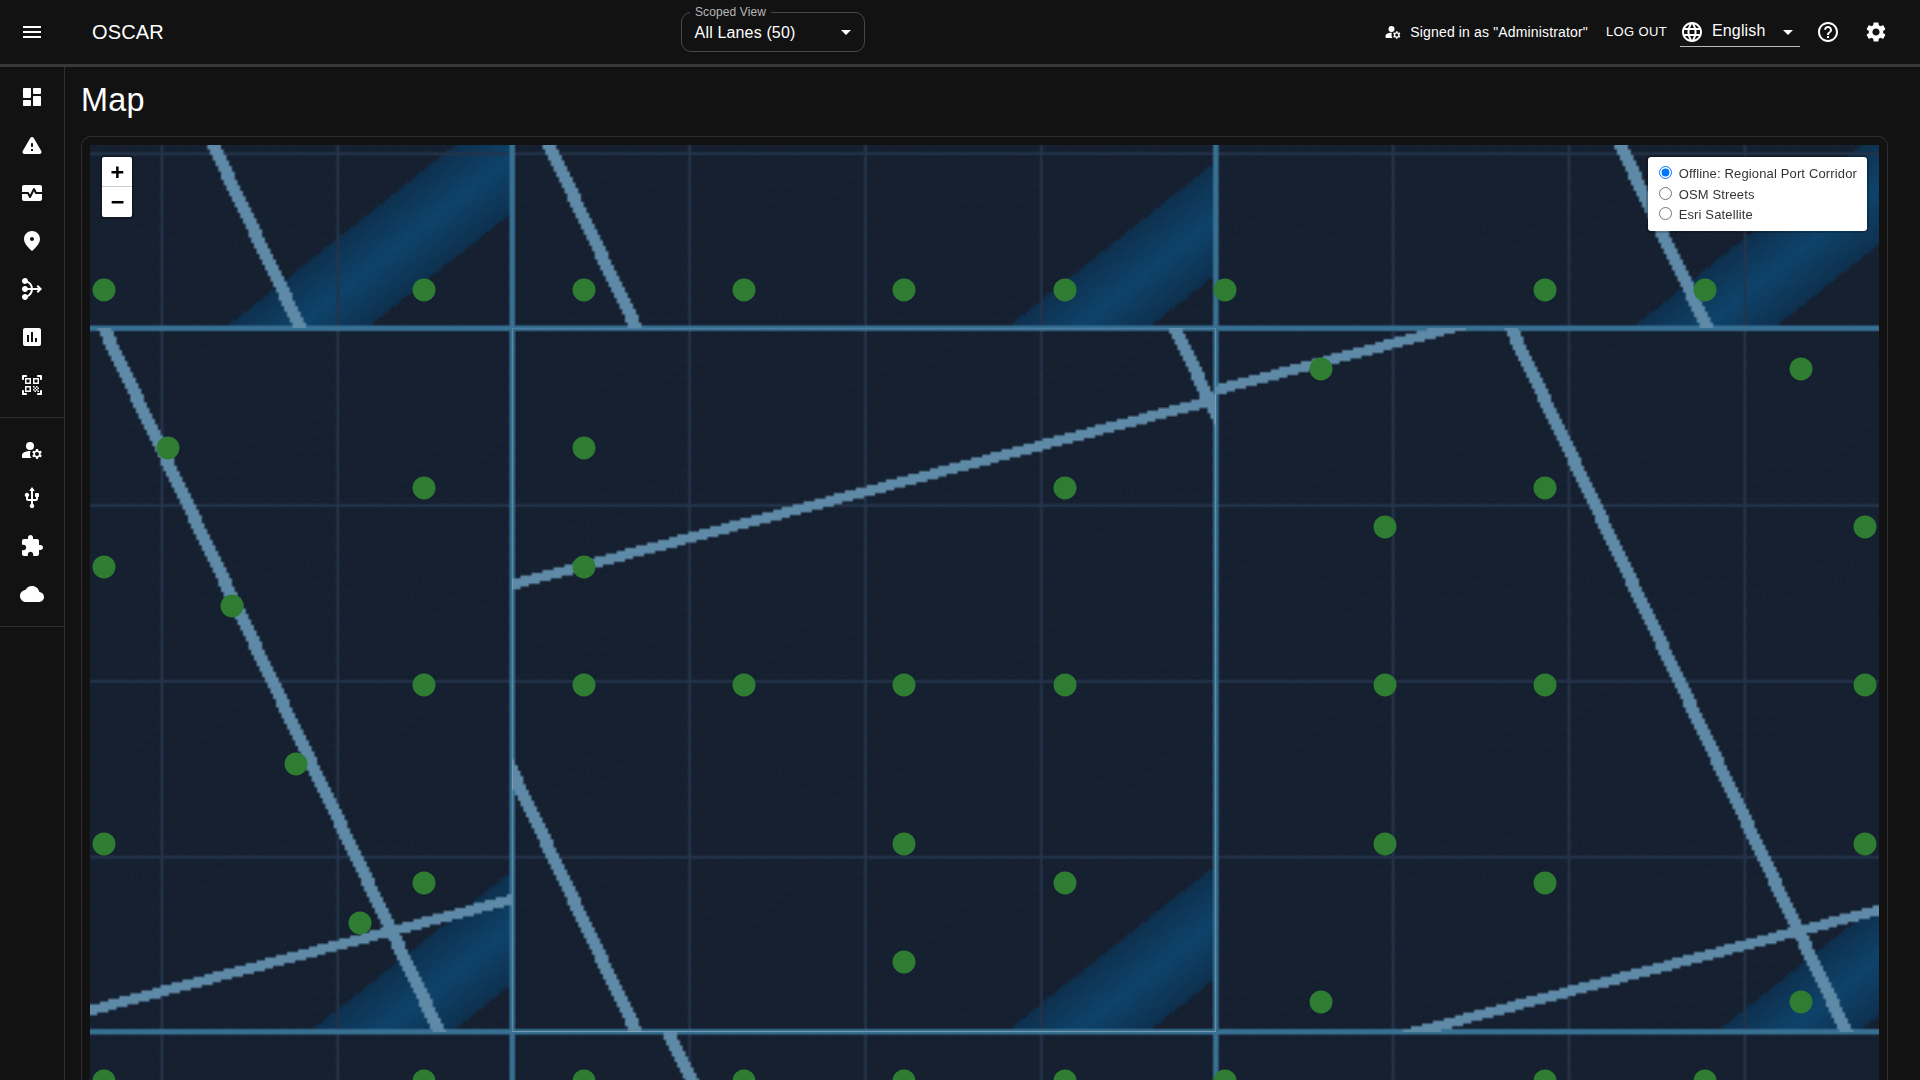 OSCAR
Scoped View
All Lanes (50)
Signed in as "Administrator"
LOG OUT
English
Map
+
−
Offline: Regional Port Corridor
OSM Streets
Esri Satellite